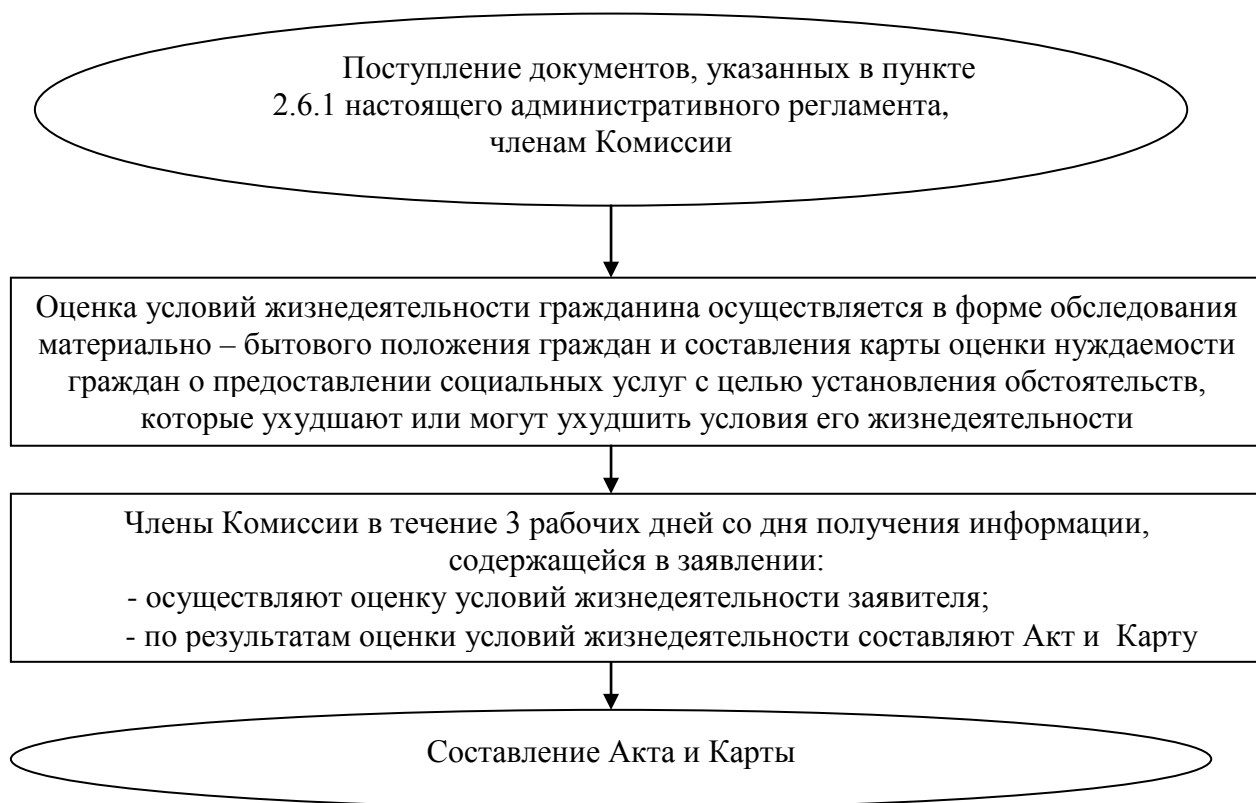 Поступление документов, указанных в пункте
2.6.1 настоящего административного регламента,
членам Комиссии
Оценка условий жизнедеятельности гражданина осуществляется в форме обследования
материально – бытового положения граждан и составления карты оценки нуждаемости
граждан о предоставлении социальных услуг с целью установления обстоятельств,
которые ухудшают или могут ухудшить условия его жизнедеятельности
Члены Комиссии в течение 3 рабочих дней со дня получения информации,
содержащейся в заявлении:
- осуществляют оценку условий жизнедеятельности заявителя;
- по результатам оценки условий жизнедеятельности составляют Акт и  Карту
Составление Акта и Карты